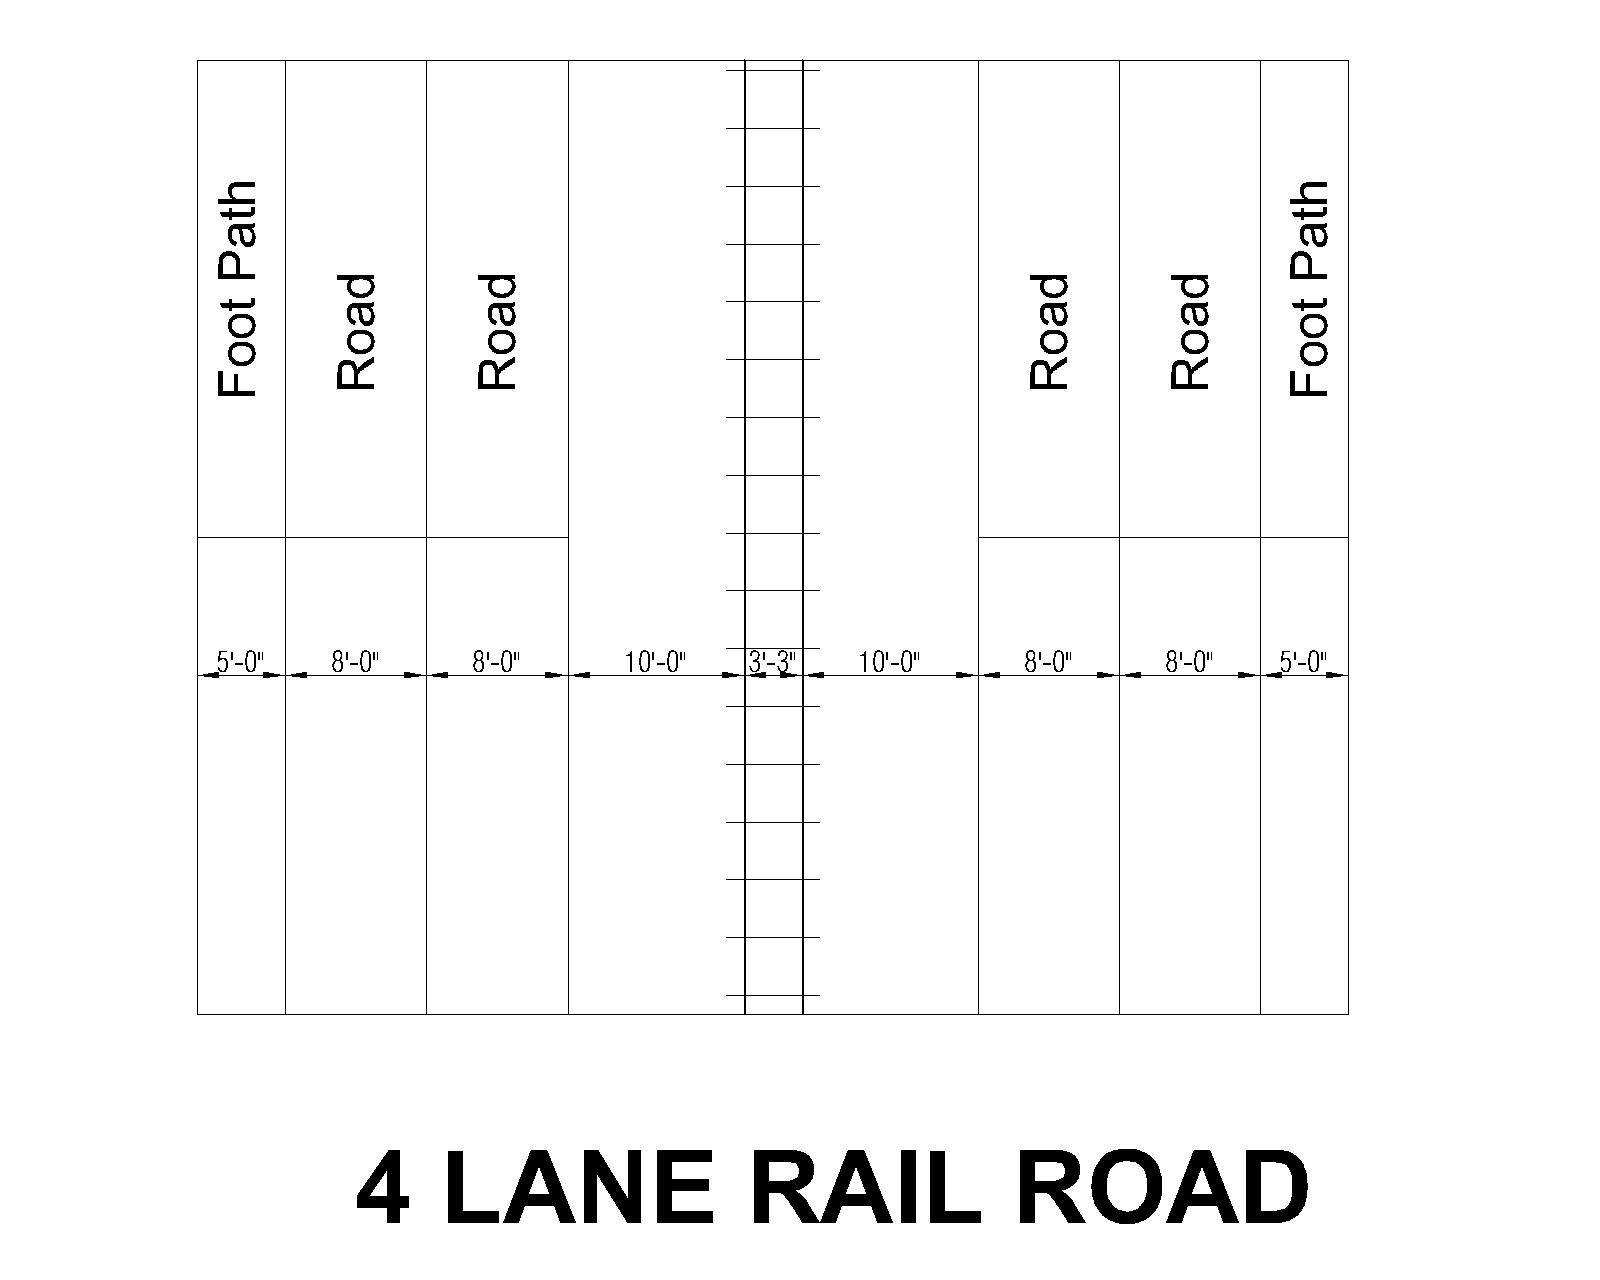 Foot Path
Road
Road
Road
Road
Foot Path
5'-0"
8'-0"
8'-0"
10'-0"
3'-3"
10'-0"
8'-0"
8'-0"
5'-0"
4 LANE RAIL ROAD